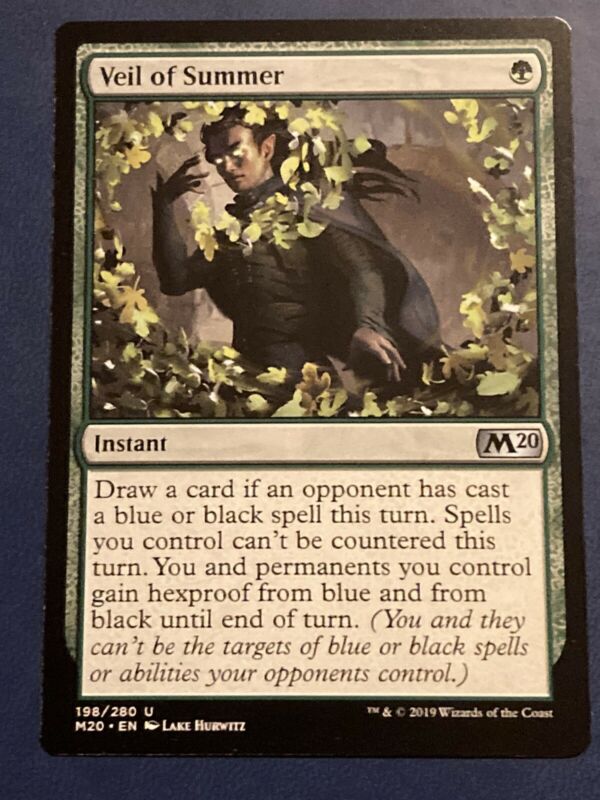 Veil of Summer
Instant
M20
Draw a card if an opponent has cast
a blue or black spell this turn. Spells
you control can't be countered this
turn. You and permanents you control
gain hexproof from blue and from
black until end of turn. (You and they
can't be the targets of blue or black spells
or abilities your opponents control.)
198/280 U
M20 • EN LAKE HURWITZ
™ & © 2019 Wizards of the Coast